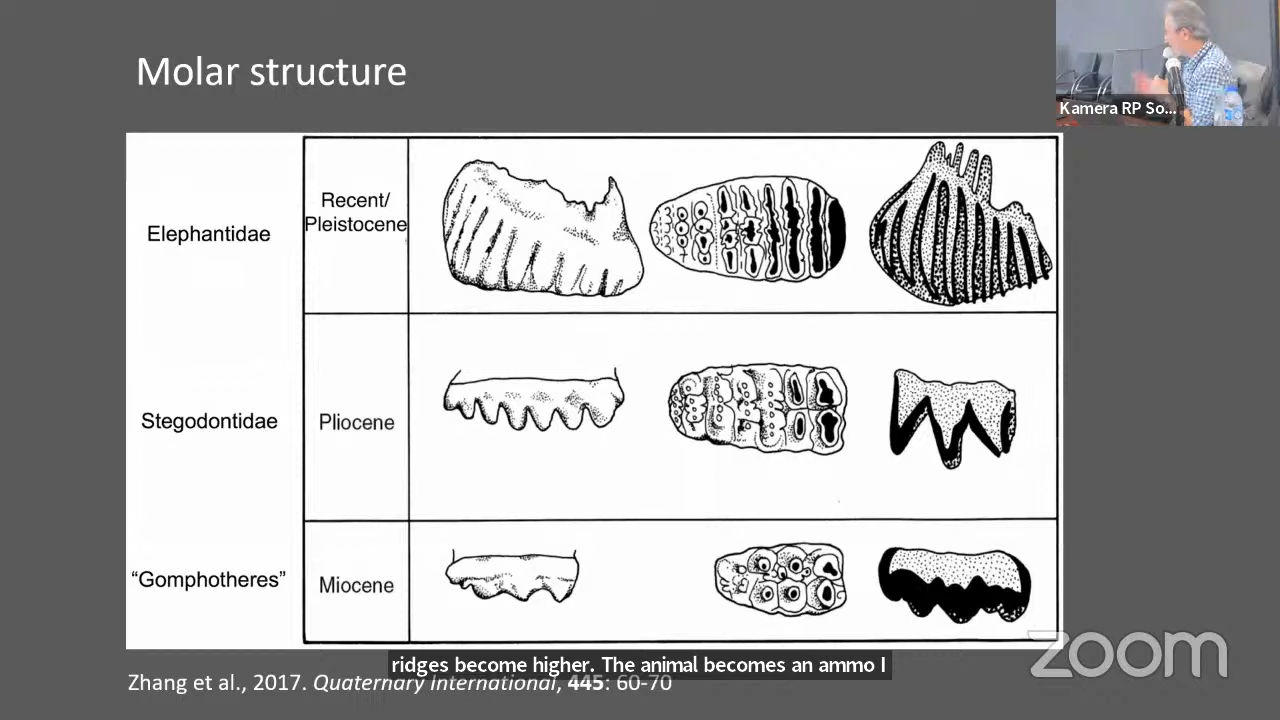 Molar structure
Kamera RP So...
Elephantidae
Recent/
Pleistocene
Stegodontidae
Pliocene
“Gomphotheres”
Miocene
ridges become higher. The animal becomes an ammo I
Zhang et al., 2017. Quaternary International, 445: 60-70
zoom